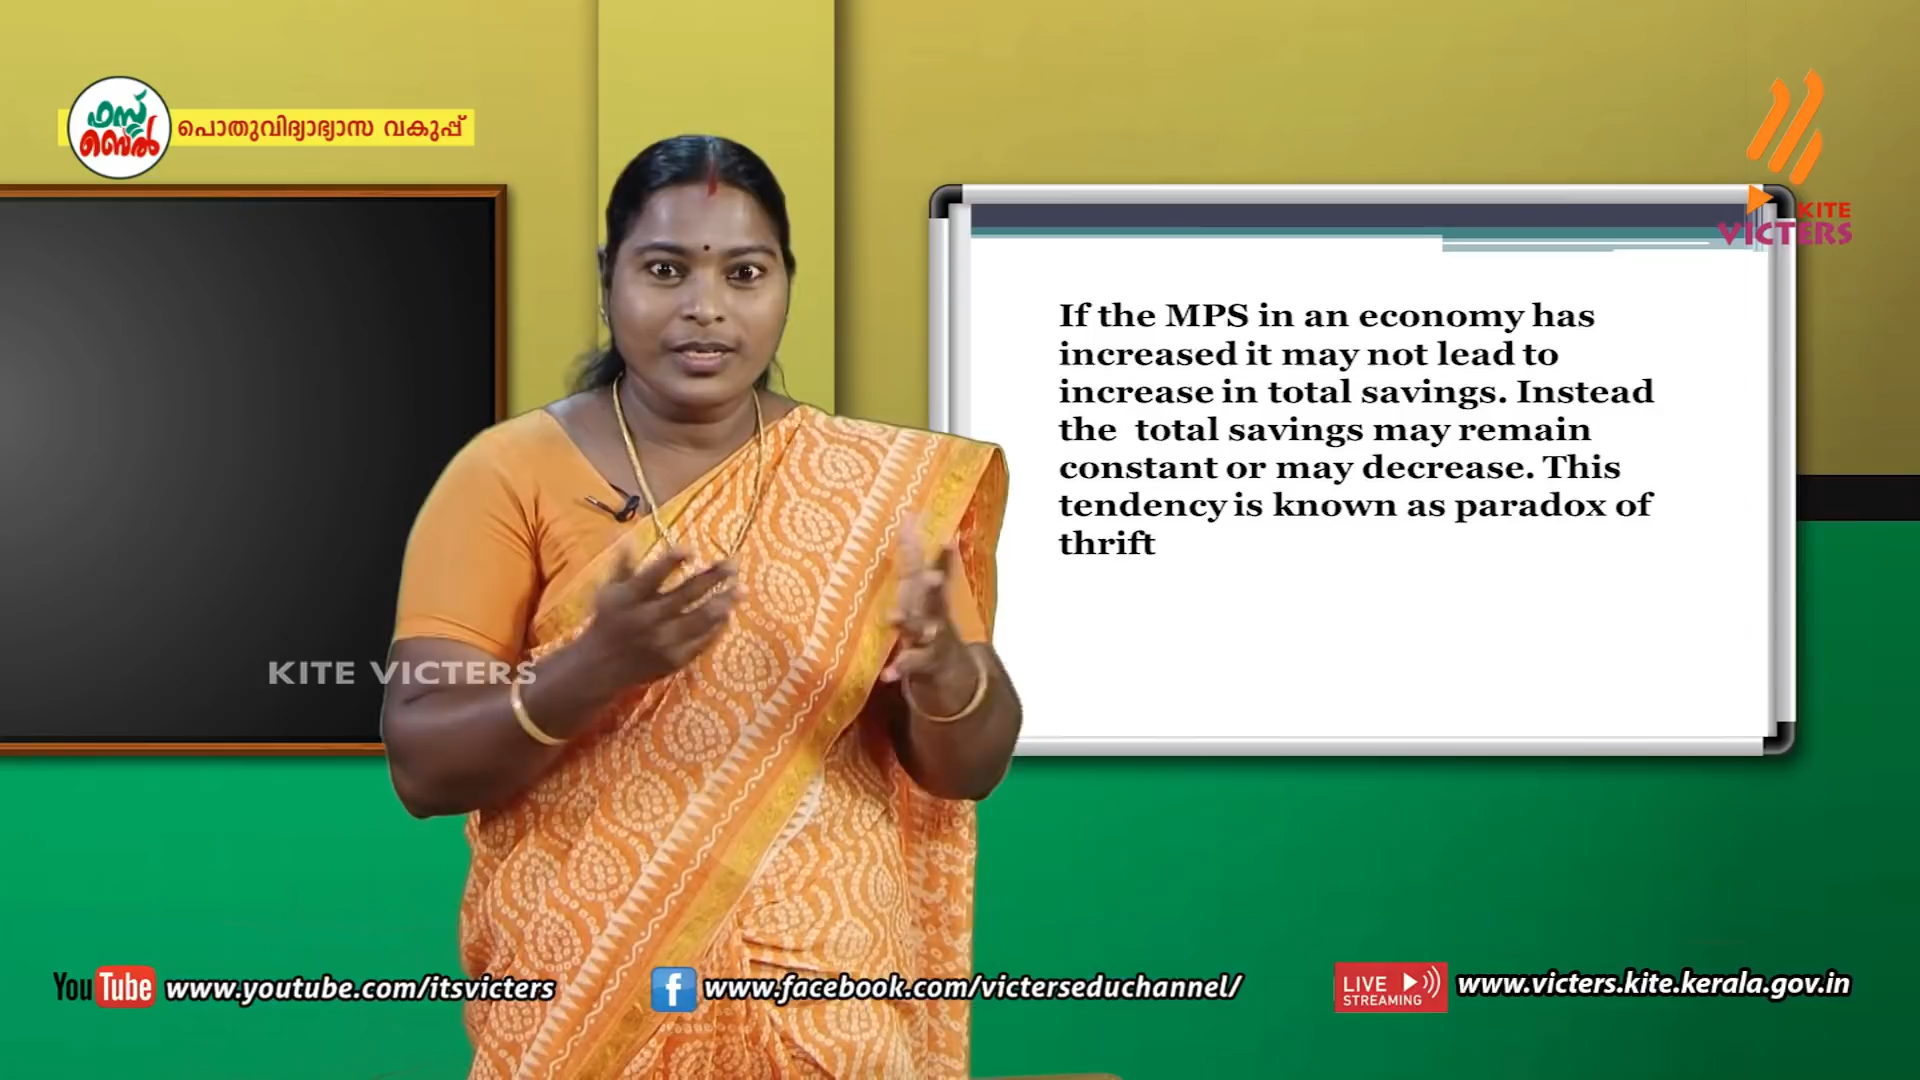 ഫസ്റ്റ്
ബെൽ
പൊതുവിദ്യാഭ്യാസ വകുപ്പ്
KITE
VICTERS
If the MPS in an economy has
increased it may not lead to
increase in total savings. Instead
the total savings may remain
constant or may decrease. This
tendency is known as paradox of
thrift
KITE VICTERS
YouTube www.youtube.com/itsvicters
f www.facebook.com/victerseduchannel/
LIVE
STREAMING
www.victers.kite.kerala.gov.in